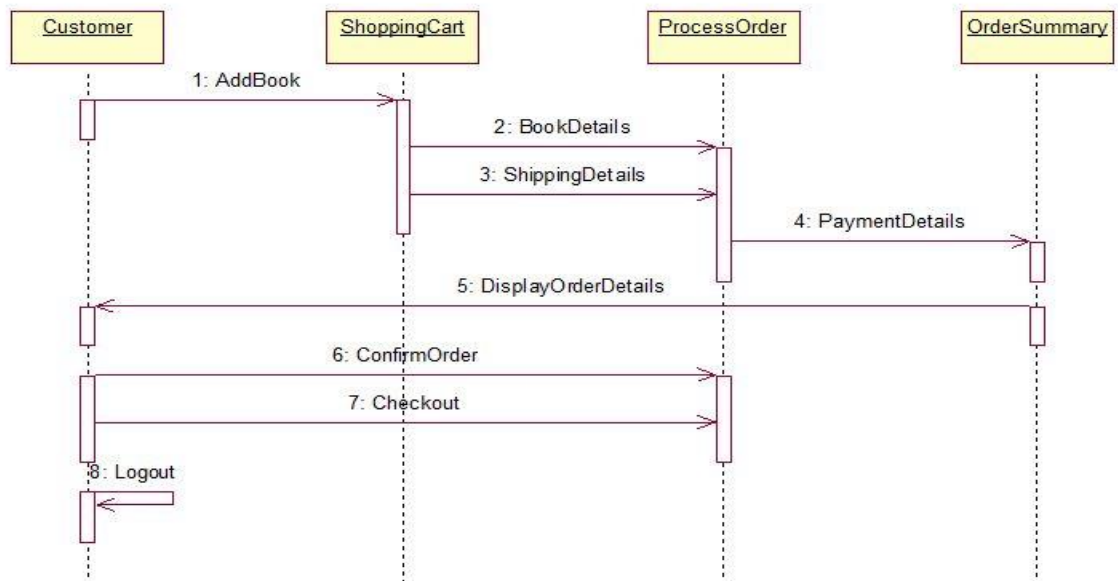 Customer
ShoppingCart
ProcessOrder
OrderSummary
1: AddBook
2: BookDetails
3: ShippingDetails
4: PaymentDetails
5: DisplayOrderDetails
6: ConfirmOrder
7: Checkout
8: Logout